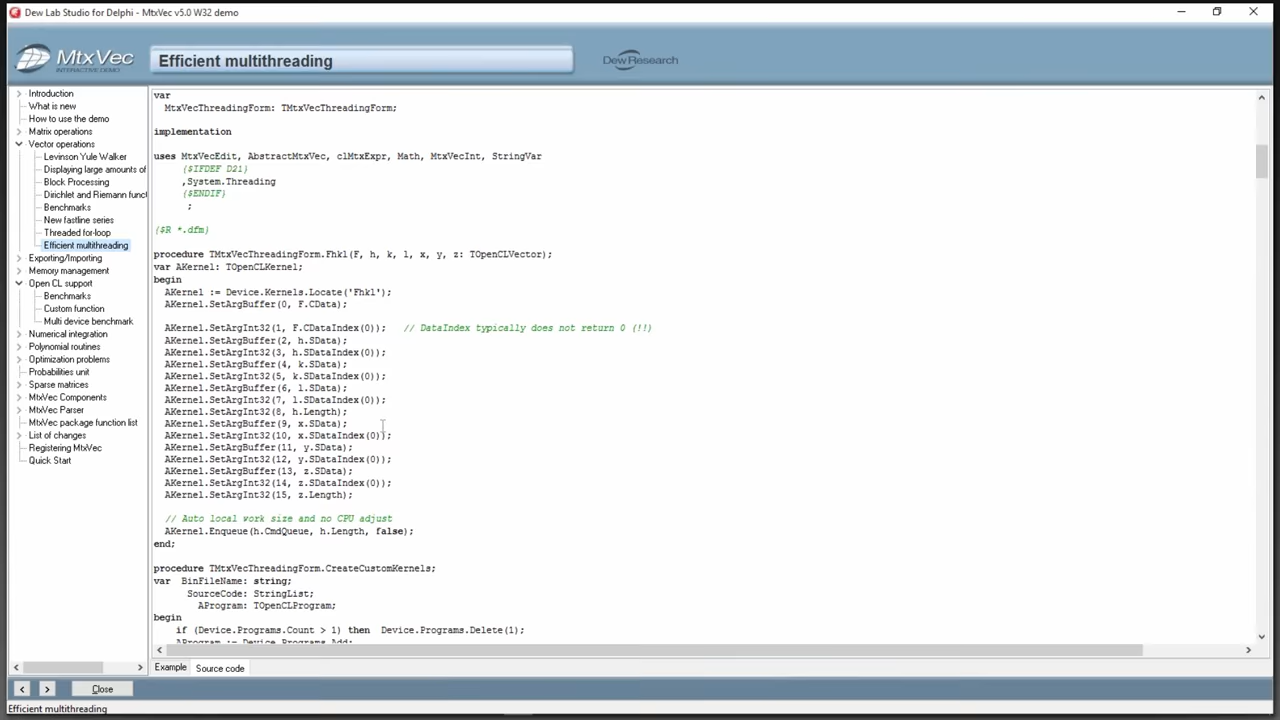 Dew Lab Studio for Delphi - MtxVec v5.0 W32 demo
MtxVec
INTERACTIVE DEMO
Efficient multithreading
DewResearch
Introduction
What is new
How to use the demo
Matrix operations
Vector operations
Levinson Yule Walker
Displaying large amounts of
Block Processing
Dirichlet and Riemann funct
Benchmarks
New fastline series
Threaded for-loop
Efficient multithreading
Exporting/Importing
Memory management
Open CL support
Benchmarks
Custom function
Multi device benchmark
Numerical integration
Polynomial routines
Optimization problems
Probabilities unit
Sparse matrices
MtxVec Components
MtxVec Parser
MtxVec package function list
List of changes
Registering MtxVec
Quick Start
var
MtxVecThreadingForm: TMtxVecThreadingForm;
implementation
uses MtxVecEdit, AbstractMtxVec, clMtxExpr, Math, MtxVecInt, StringVar
{$IFDEF D21}
,System.Threading
{$ENDIF}
;
{$R *.dfm}
procedure TMtxVecThreadingForm.Fhkl(F, h, k, l, x, y, z: TOpenCLVector);
var AKernel: TOpenCLKernel;
begin
AKernel := Device.Kernels.Locate('Fhkl');
AKernel.SetArgBuffer(0, F.CData);
AKernel.SetArgInt32(1, F.CDataIndex(0)); // DataIndex typically does not return 0 (!!)
AKernel.SetArgBuffer(2, h.SData);
AKernel.SetArgInt32(3, h.SDataIndex(0));
AKernel.SetArgBuffer(4, k.SData);
AKernel.SetArgInt32(5, k.SDataIndex(0));
AKernel.SetArgBuffer(6, l.SData);
AKernel.SetArgInt32(7, l.SDataIndex(0));
AKernel.SetArgInt32(8, h.Length);
AKernel.SetArgBuffer(9, x.SData);
AKernel.SetArgInt32(10, x.SDataIndex(0));
AKernel.SetArgBuffer(11, y.SData);
AKernel.SetArgInt32(12, y.SDataIndex(0));
AKernel.SetArgBuffer(13, z.SData);
AKernel.SetArgInt32(14, z.SDataIndex(0));
AKernel.SetArgInt32(15, z.Length);
// Auto local work size and no CPU adjust
AKernel.Enqueue(h.CmdQueue, h.Length, false);
end;
procedure TMtxVecThreadingForm.CreateCustomKernels;
var BinFileName: string;
SourceCode: StringList;
AProgram: TOpenCLProgram;
begin
if (Device.Programs.Count > 1) then Device.Programs.Delete(1);
AProgram := Device.Programs.Add;
Example
Source code
< > Close
Efficient multithreading